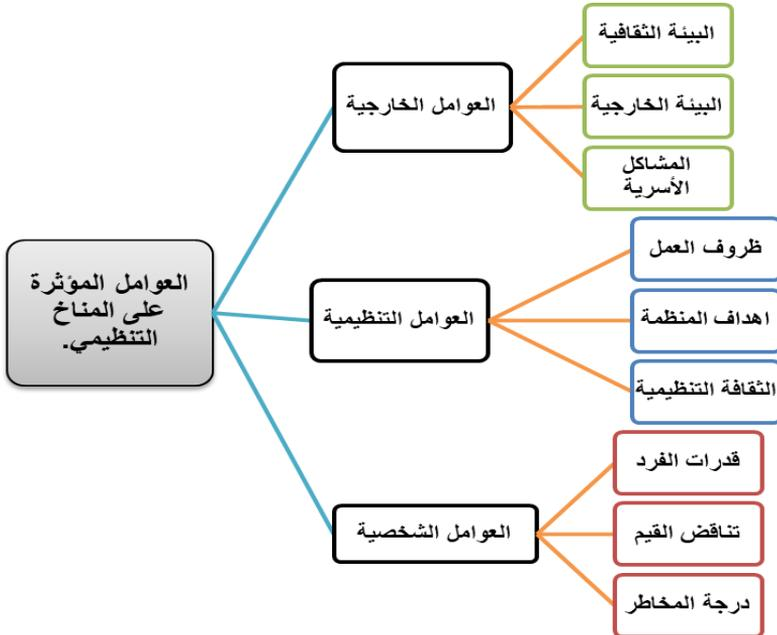 العوامل المؤثرة
على المناخ
التنظيمي.
العوامل الخارجية
البيئة الثقافية
البيئة الخارجية
المشاكل
الأسرية
العوامل التنظيمية
ظروف العمل
اهداف المنظمة
الثقافة التنظيمية
العوامل الشخصية
قدرات الفرد
تناقض القيم
درجة المخاطر